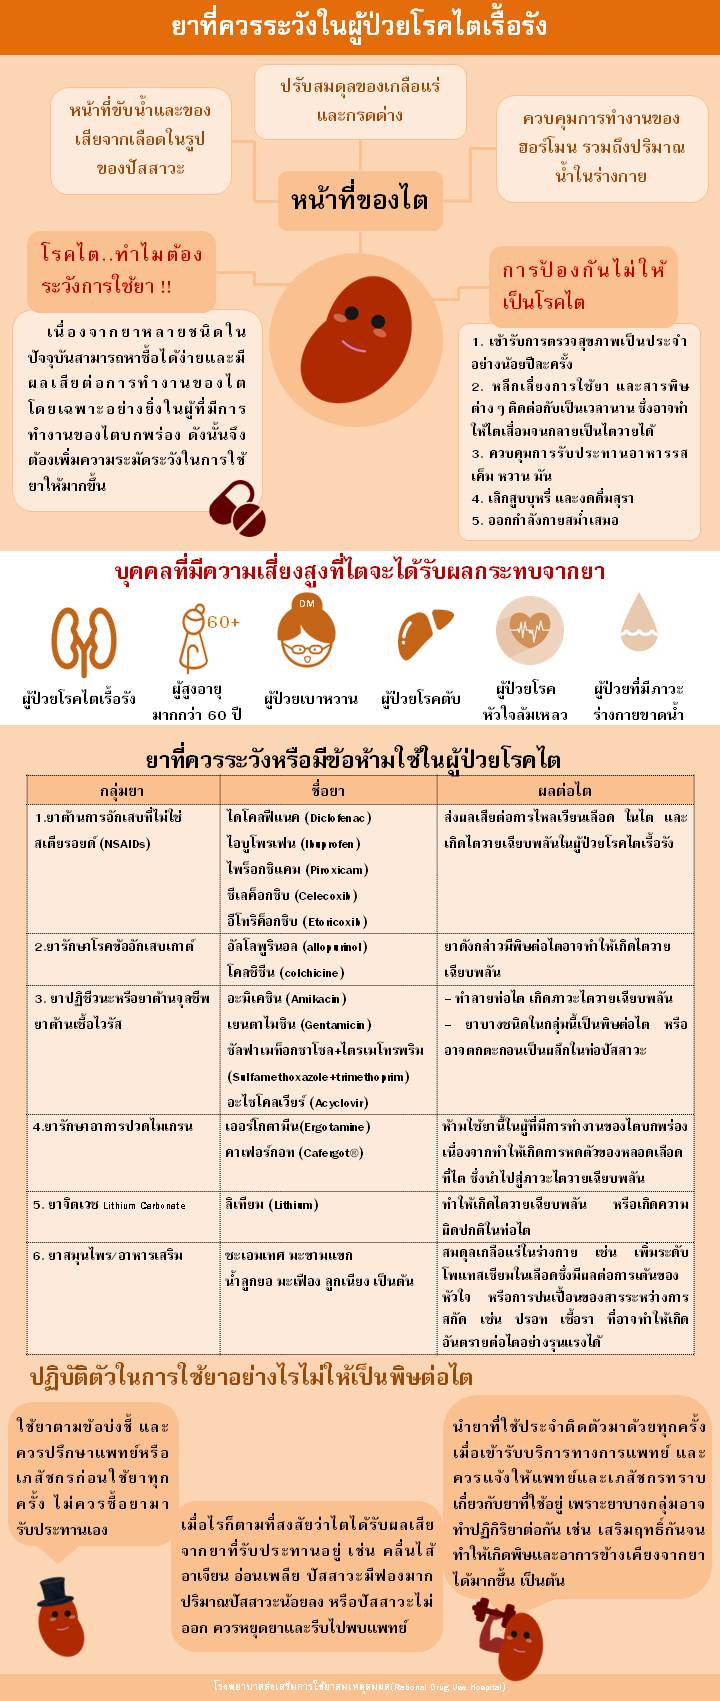 ยาที่ควรระวังในผู้ป่วยโรคไตเรื้อรัง
หน้าที่ขับน้ำและของ
เสียจากเลือดในรูป
ของปัสสาวะ
ปรับสมดุลของเกลือแร่
และกรดด่าง
ควบคุมการทำงานของ
ฮอร์โมน รวมถึงปริมาณ
น้ำในร่างกาย
หน้าที่ของไต
โรคไต..ทำไมต้อง
ระวังการใช้ยา !!
เนื่องจากยาหลายชนิดใน
ปัจจุบันสามารถหาซื้อได้ง่ายและมี
ผลเสียต่อการทำงานของไต
โดยเฉพาะอย่างยิ่งในผู้ที่มีการ
ทำงานของไตบกพร่อง ดังนั้นจึง
ต้องเพิ่มความระมัดระวังในการใช้
ยาให้มากขึ้น
การป้องกันไม่ให้
เป็นโรคไต
1. เข้ารับการตรวจสุขภาพเป็นประจำ
อย่างน้อยปีละครั้ง
2. หลีกเลี่ยงการใช้ยา และสารพิษ
ต่าง ๆ ติดต่อกันเป็นเวลานาน ซึ่งอาจทำ
ให้ไตเสื่อมจนกลายเป็นไตวายได้
3. ควบคุมการรับประทานอาหารรส
เค็ม หวาน มัน
4. เลิกสูบบุหรี่ และงดดื่มสุรา
5. ออกกำลังกายสม่ำเสมอ
บุคคลที่มีความเสี่ยงสูงที่ไตจะได้รับผลกระทบจากยา
60+
DM
ผู้ป่วยโรคไตเรื้อรัง
ผู้สูงอายุ
มากกว่า 60 ปี
ผู้ป่วยเบาหวาน
ผู้ป่วยโรคตับ
ผู้ป่วยโรค
หัวใจล้มเหลว
ผู้ป่วยที่มีภาวะ
ร่างกายขาดน้ำ
ยาที่ควรระวังหรือมีข้อห้ามใช้ในผู้ป่วยโรคไต
กลุ่มยา
ชื่อยา
ผลต่อไต
1.ยาต้านการอักเสบที่ไม่ใช่
สเตียรอยด์ (NSAIDs)
ไดโคลฟีแนค (Diclofenac)
ไอบูโพรเฟน (Ibuprofen)
ไพร็อกซิแคม (Piroxicam)
ซีเลค็อกซิบ (Celecoxib)
อีโทริค็อกซิบ (Etoricoxib)
ส่งผลเสียต่อการไหลเวียนเลือด ในไต และ
เกิดไตวายเฉียบพลันในผู้ป่วยโรคไตเรื้อรัง
2.ยารักษาโรคข้ออักเสบเกาต์
อัลโลพูรินอล (allopurinol)
โคลชิซีน (colchicine)
ยาดังกล่าวมีพิษต่อไตอาจทำให้เกิดไตวาย
เฉียบพลัน
3. ยาปฏิชีวนะหรือยาต้านจุลชีพ
ยาต้านเชื้อไวรัส
อะมิเคซิน (Amikacin)
เยนตาไมซิน (Gentamicin)
ซัลฟาเมท็อกซาโซล+ไตรเมโทรพริม
(Sulfamethoxazole+trimethoprim)
อะไซโคลเวียร์ (Acyclovir)
– ทำลายท่อไต เกิดภาวะไตวายเฉียบพลัน
– ยาบางชนิดในกลุ่มนี้เป็นพิษต่อไต หรือ
อาจตกตะกอนเป็นผลึกในท่อปัสสาวะ
4.ยารักษาอาการปวดไมเกรน
เออร์โกตามีน(Ergotamine)
คาเฟอร์กอท (Cafergot®)
ห้ามใช้ยานี้ในผู้ที่มีการทำงานของไตบกพร่อง
เนื่องจากทำให้เกิดการหดตัวของหลอดเลือด
ที่ไต ซึ่งนำไปสู่ภาวะไตวายเฉียบพลัน
5. ยาจิตเวช Lithium Carbonate
ลิเทียม (Lithium)
ทำให้เกิดไตวายเฉียบพลัน หรือเกิดความ
ผิดปกติในท่อไต
6. ยาสมุนไพร/อาหารเสริม
ชะเอมเทศ มะขามแขก
น้ำลูกยอ มะเฟือง ลูกเนียง เป็นต้น
สมดุลเกลือแร่ในร่างกาย เช่น เพิ่มระดับ
โพแทสเซียมในเลือดซึ่งมีผลต่อการเต้นของ
หัวใจ หรือการปนเปื้อนของสารระหว่างการ
สกัด เช่น ปรอท เชื้อรา ที่อาจทำให้เกิด
อันตรายต่อไตอย่างรุนแรงได้
ปฏิบัติตัวในการใช้ยาอย่างไรไม่ให้เป็นพิษต่อไต
ใช้ยาตามข้อบ่งชี้ และ
ควรปรึกษาแพทย์หรือ
เภสัชกรก่อนใช้ยาทุก
ครั้ง ไม่ควรซื้อยามา
รับประทานเอง
เมื่อไรก็ตามที่สงสัยว่าไตได้รับผลเสีย
จากยาที่รับประทานอยู่ เช่น คลื่นไส้
อาเจียน อ่อนเพลีย ปัสสาวะมีฟองมาก
ปริมาณปัสสาวะน้อยลง หรือปัสสาวะไม่
ออก ควรหยุดยาและรีบไปพบแพทย์
นำยาที่ใช้ประจำติดตัวมาด้วยทุกครั้ง
เมื่อเข้ารับบริการทางการแพทย์ และ
ควรแจ้งให้แพทย์และเภสัชกรทราบ
เกี่ยวกับยาที่ใช้อยู่ เพราะยาบางกลุ่มอาจ
ทำปฏิกิริยาต่อกัน เช่น เสริมฤทธิ์กันจน
ทำให้เกิดพิษและอาการข้างเคียงจากยา
ได้มากขึ้น เป็นต้น
โรงพยาบาลส่งเสริมการใช้ยาสมเหตุสมผล(Rational Drug Use Hospital)